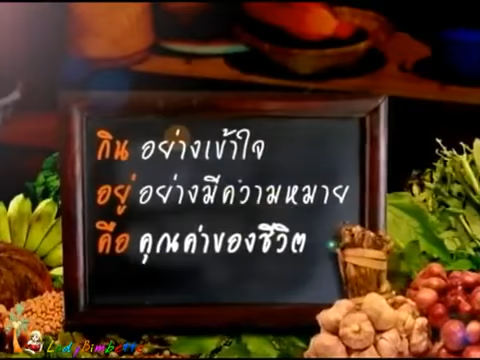 กิน อย่างเข้าใจ
อยู่ อย่างมีความหมาย
คือ คุณค่าของชีวิต
LadyBimbette